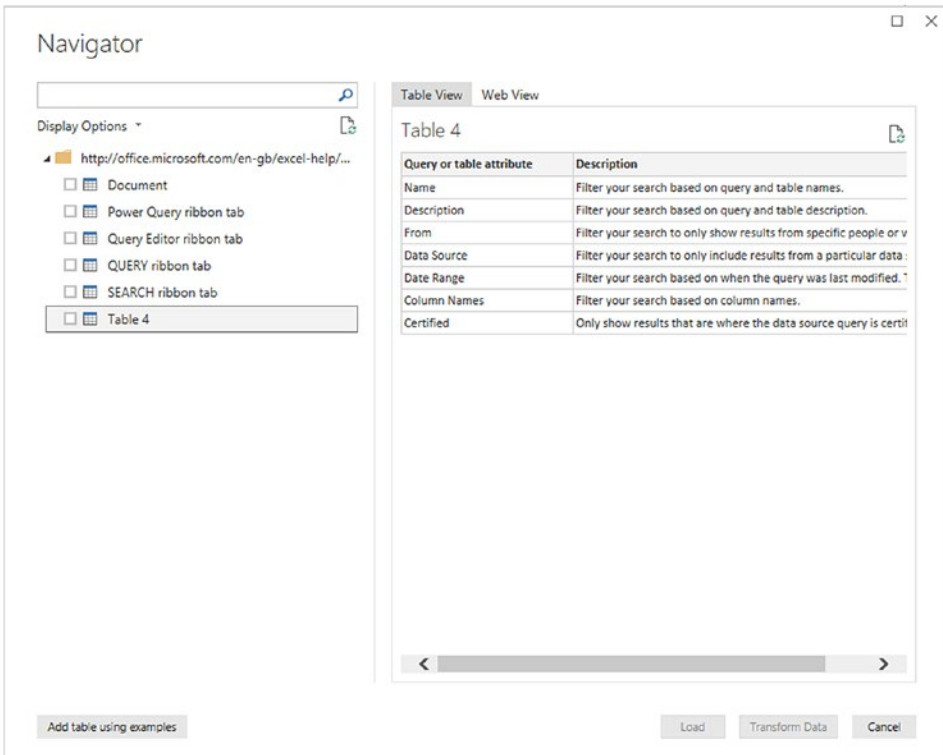 Navigator
Display Options
http://office.microsoft.com/en-gb/excel-help/...
Document
Power Query ribbon tab
Query Editor ribbon tab
QUERY ribbon tab
SEARCH ribbon tab
Table 4
Table View Web View
Table 4
Query or table attribute Description
Name Filter your search based on query and table names.
Description Filter your search based on query and table description.
From Filter your search to only show results from specific people or
Data Source Filter your search to only include results from a particular data
Date Range Filter your search based on when the query was last modified.
Column Names Filter your search based on column names.
Certified Only show results that are where the data source query is
Add table using examples Load Transform Data Cancel